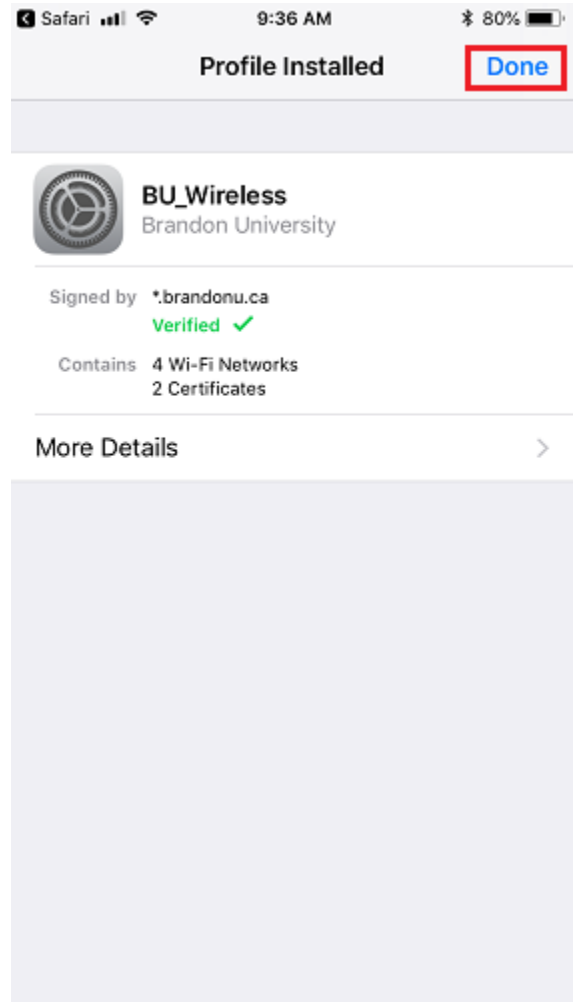 Safari 9:36 AM 80%
Profile Installed Done
BU_Wireless
Brandon University
Signed by *.brandonu.ca
Verified
Contains 4 Wi-Fi Networks
2 Certificates
More Details